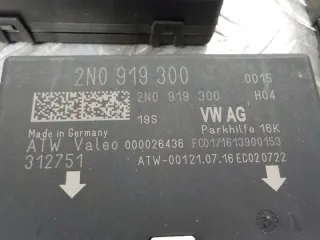 2N0 919 300 001S
2N0 919 300 H04
19S VW AG
Made in Germany Parkhilfe 16K
ATW Valeo 000026436 FC01/1613900153
312751 ATW-00121.07.16 EC020722